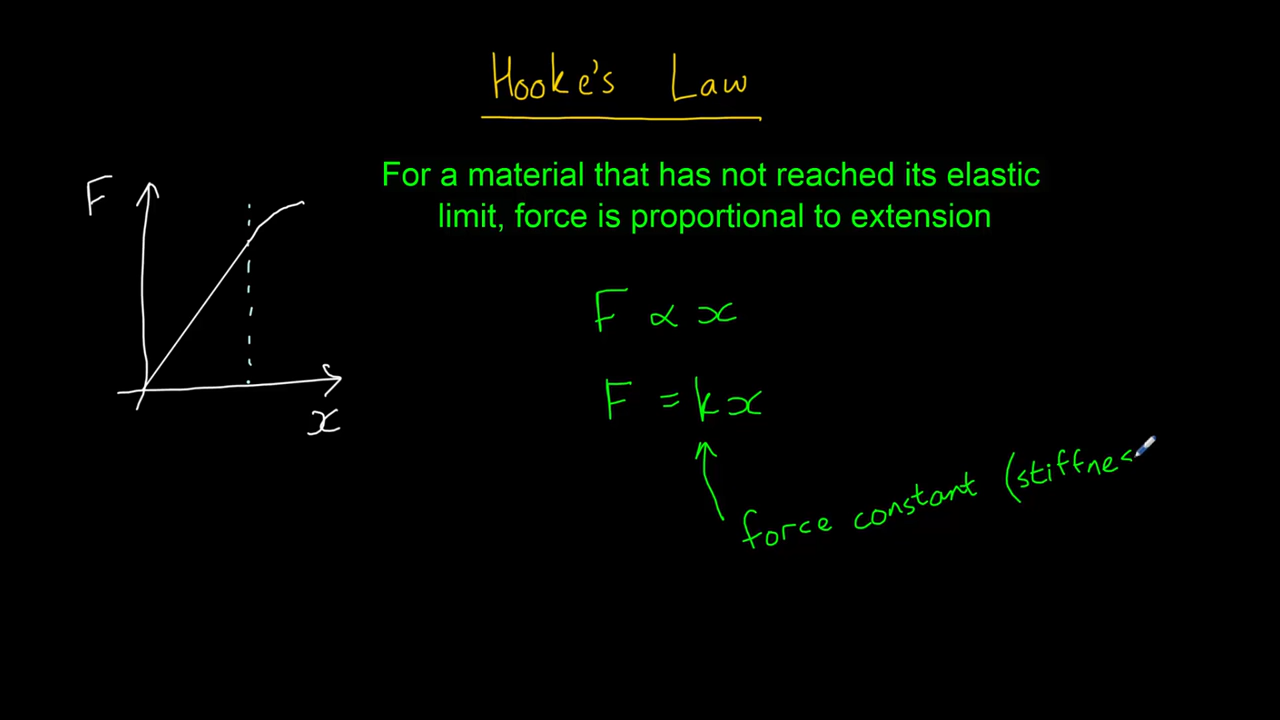 Hooke's Law
For a material that has not reached its elastic
limit, force is proportional to extension
F
x
F ∝ x
F = kx
force constant (stiffnes